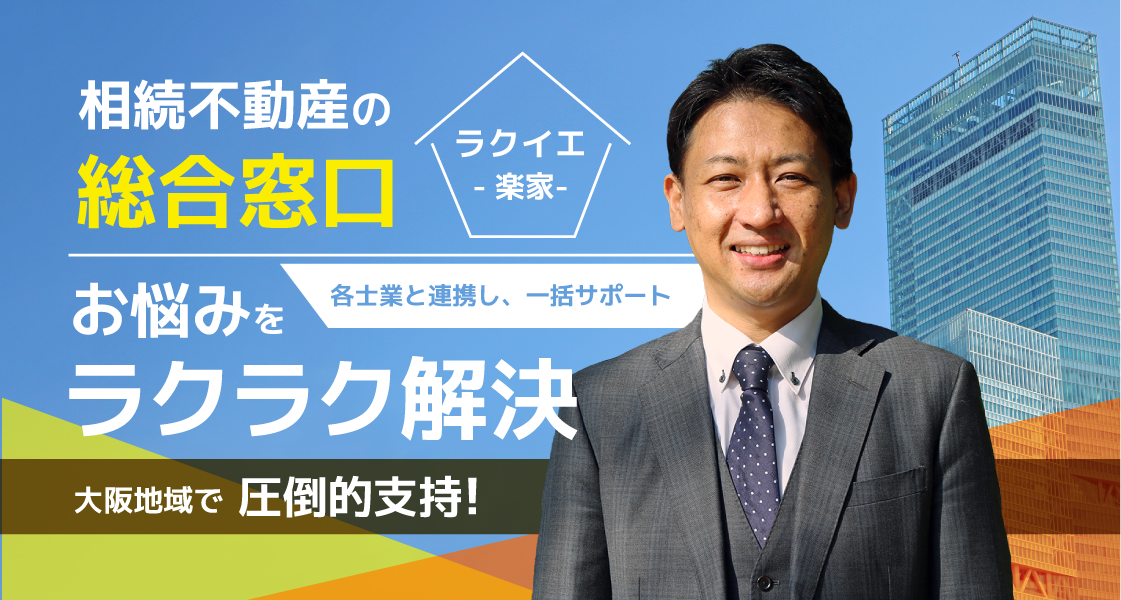 相続不動産の
総合窓口
ラクイエ
- 楽家-
お悩みを
各士業と連携し、一括サポート
ラクラク解決
大阪地域で 圧倒的支持!